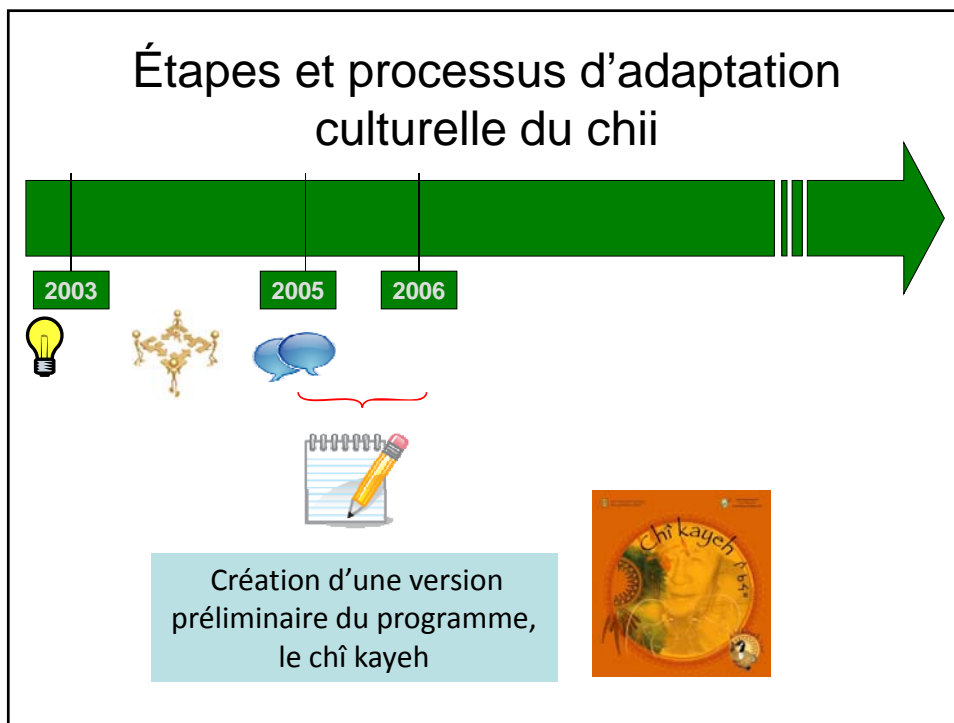 Étapes et processus d’adaptation
culturelle du chii
2003
2005
2006
Création d’une version
préliminaire du programme,
le chî kayeh
Chî kayeh